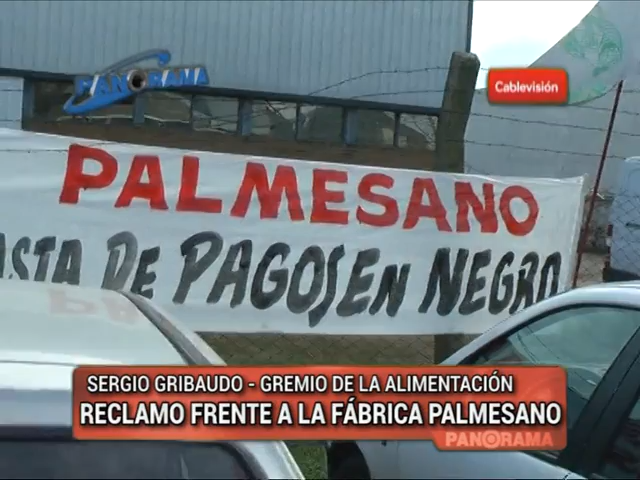 PANORAMA
Cablevisión
PALMESANO
ASTA DE PAGOS EN NEGRO
SERGIO GRIBAUDO - GREMIO DE LA ALIMENTACIÓN
RECLAMO FRENTE A LA FÁBRICA PALMESANO
PANORAMA